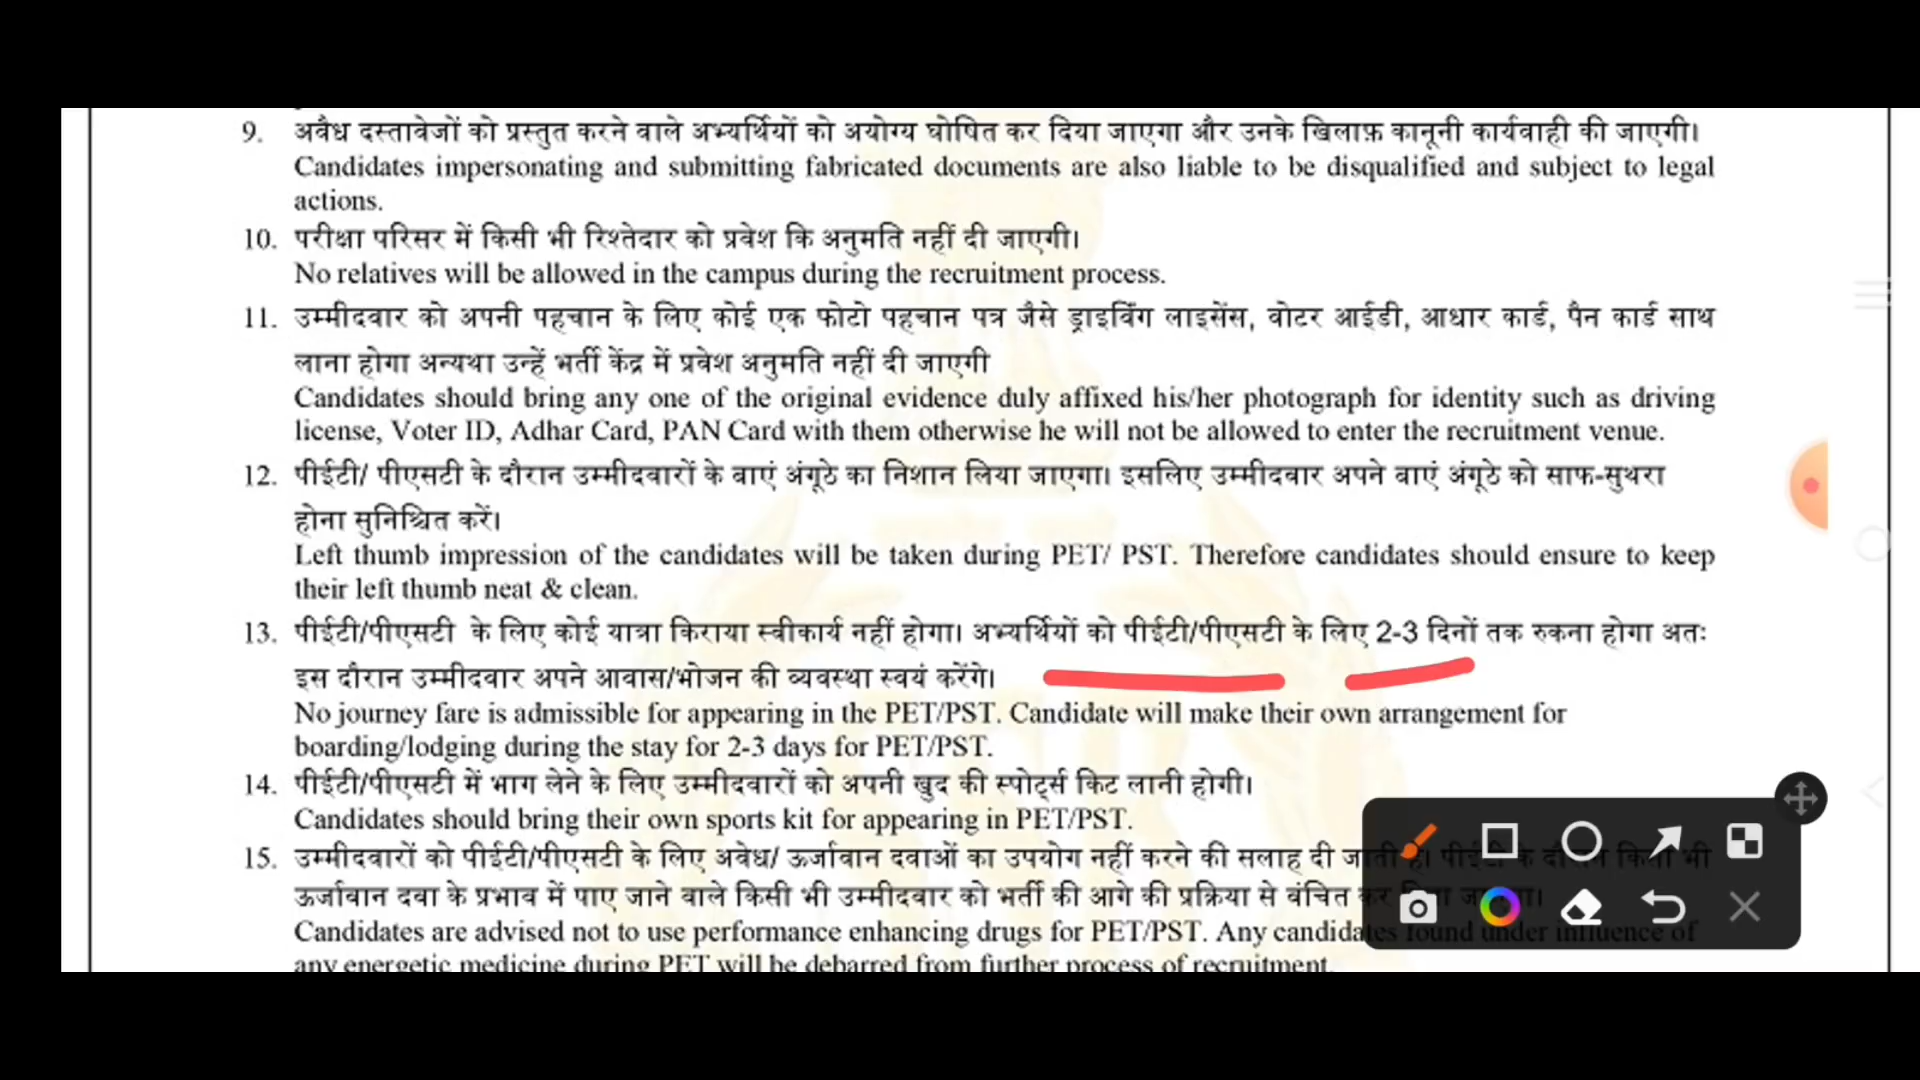 9. अवैध दस्तावेजों को प्रस्तुत करने वाले अभ्यर्थियों को अयोग्य घोषित कर दिया जाएगा और उनके खिलाफ़ कानूनी कार्यवाही की जाएगी।
Candidates impersonating and submitting fabricated documents are also liable to be disqualified and subject to legal
actions.
10. परीक्षा परिसर में किसी भी रिश्तेदार को प्रवेश कि अनुमति नहीं दी जाएगी।
No relatives will be allowed in the campus during the recruitment process.
11. उम्मीदवार को अपनी पहचान के लिए कोई एक फोटो पहचान पत्र जैसे ड्राइविंग लाइसेंस, वोटर आईडी, आधार कार्ड, पैन कार्ड साथ
लाना होगा अन्यथा उन्हें भर्ती केंद्र में प्रवेश अनुमति नहीं दी जाएगी
Candidates should bring any one of the original evidence duly affixed his/her photograph for identity such as driving
license, Voter ID, Adhar Card, PAN Card with them otherwise he will not be allowed to enter the recruitment venue.
12. पीईटी/ पीएसटी के दौरान उम्मीदवारों के बाएं अंगूठे का निशान लिया जाएगा। इसलिए उम्मीदवार अपने बाएं अंगूठे को साफ-सुथरा
होना सुनिश्चित करें।
Left thumb impression of the candidates will be taken during PET/ PST. Therefore candidates should ensure to keep
their left thumb neat & clean.
13. पीईटी/पीएसटी के लिए कोई यात्रा किराया स्वीकार्य नहीं होगा। अभ्यर्थियों को पीईटी/पीएसटी के लिए 2-3 दिनों तक रुकना होगा अतः
इस दौरान उम्मीदवार अपने आवास/भोजन की व्यवस्था स्वयं करेंगे।
No journey fare is admissible for appearing in the PET/PST. Candidate will make their own arrangement for
boarding/lodging during the stay for 2-3 days for PET/PST.
14. पीईटी/पीएसटी में भाग लेने के लिए उम्मीदवारों को अपनी खुद की स्पोर्ट्स किट लानी होगी।
Candidates should bring their own sports kit for appearing in PET/PST.
15. उम्मीदवारों को पीईटी/पीएसटी के लिए अवेध/ ऊर्जावान दवाओं का उपयोग नहीं करने की सलाह दी जाती है। पीईटी के दौरान किसी भी
ऊर्जावान दवा के प्रभाव में पाए जाने वाले किसी भी उम्मीदवार को भर्ती की आगे की प्रक्रिया से बंचित कर दिया जाएगा।
Candidates are advised not to use performance enhancing drugs for PET/PST. Any candidates found under influence of
any energetic medicine during PET will be debarred from further process of recruitment.